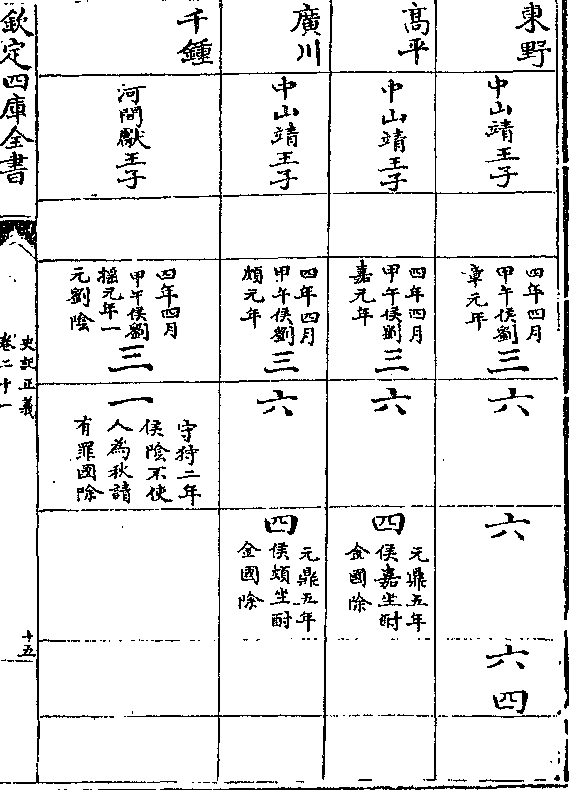 東野
中山靖王子
三
四年四月
甲午侯劉
章元年
六
六
六
四
高平
中山靖王子
三
四年四月
甲午侯劉
嘉元年
六
四
元鼎五年
侯嘉坐酎
金國除
廣川
中山靖王子
三
四年四月
甲午侯劉
頗元年
六
四
元鼎五年
侯頗坐酎
金國除
千鍾
河間獻王子
三
四年四月
甲午侯劉
搖元年一
元劉陰
一
守狩二年
侯陰不使
人為秋請
有罪國除
欽定四庫全書
史記正義
卷二十一
十五